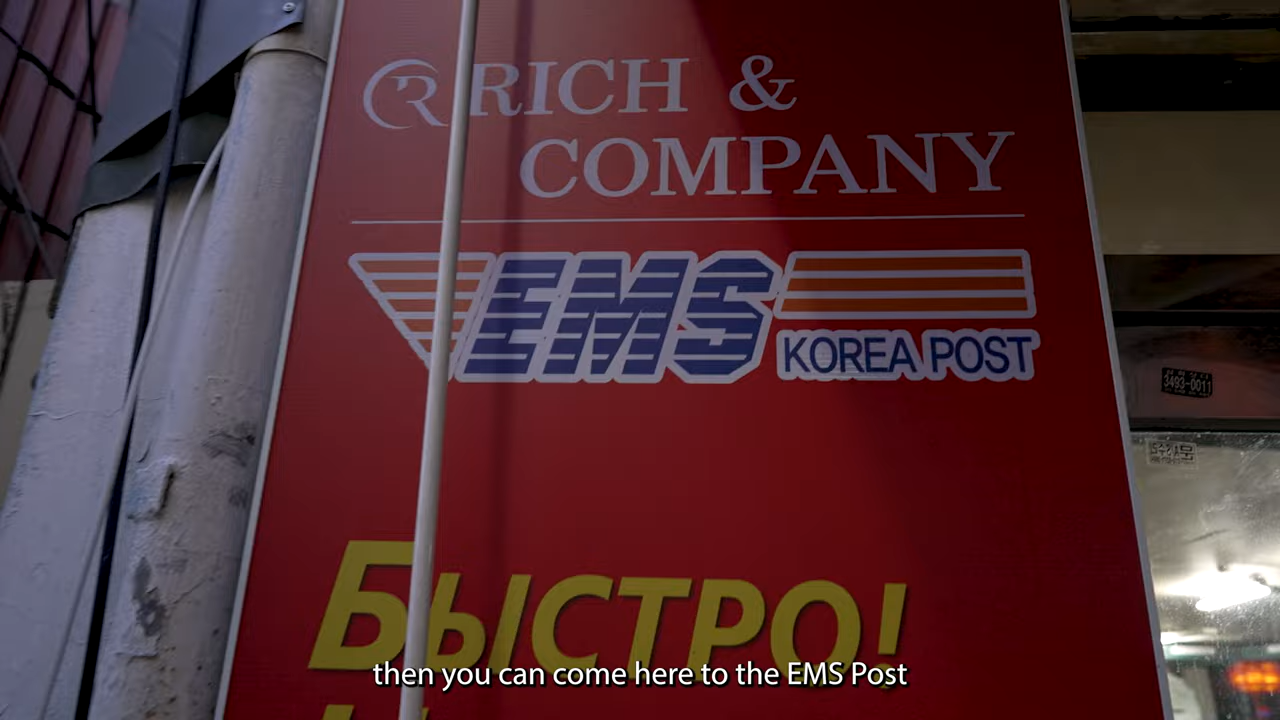 RICH &
COMPANY
EMS
KOREA POST
3493-0011
БЫСТРО!
then you can come here to the EMS Post